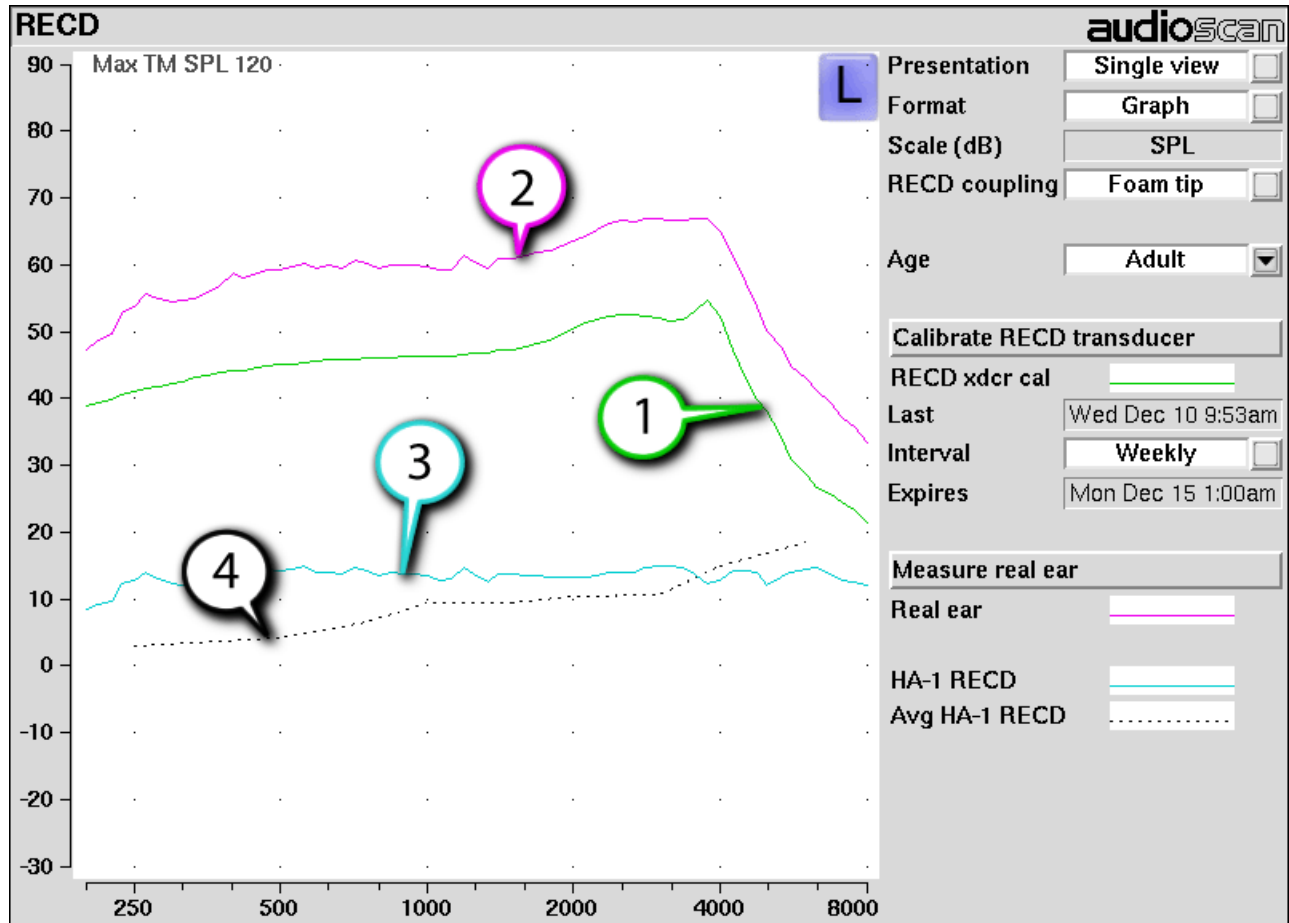 RECD
audioscan
Max TM SPL 120
L
90
80
70
60
50
40
30
20
10
0
-10
-20
-30
250 500 1000 2000 4000 8000
1
2
3
4
Presentation Single view
Format Graph
Scale (dB) SPL
RECD coupling Foam tip
Age Adult
Calibrate RECD transducer
RECD xdcr cal
Last Wed Dec 10 9:53am
Interval Weekly
Expires Mon Dec 15 1:00am
Measure real ear
Real ear
HA-1 RECD
Avg HA-1 RECD